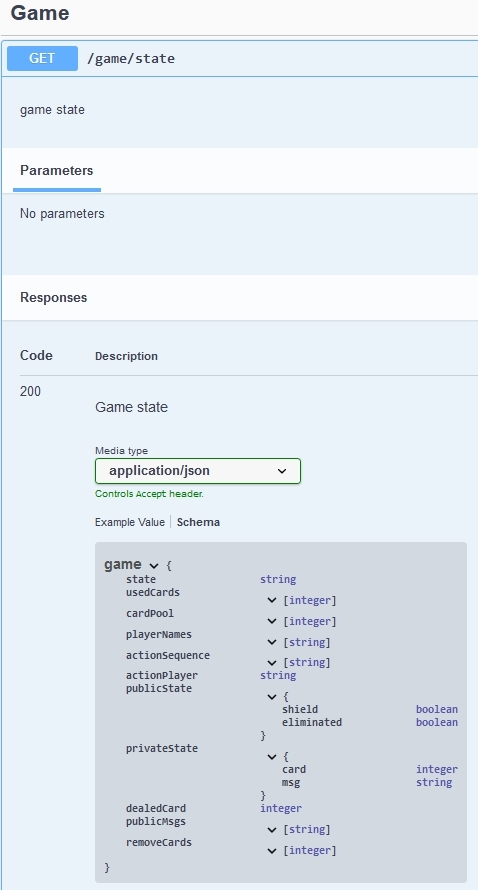 Game
GET /game/state
game state
Parameters
No parameters
Responses
Code Description
200
Game state
Media type
application/json
Controls Accept header.
Example Value | Schema
game {
state string
usedCards [integer]
cardPool [integer]
playerNames [string]
actionSequence [string]
actionPlayer string
publicState {
shield boolean
eliminated boolean
}
privateState {
card integer
msg string
}
dealedCard integer
publicMsgs [string]
removeCards [integer]
}